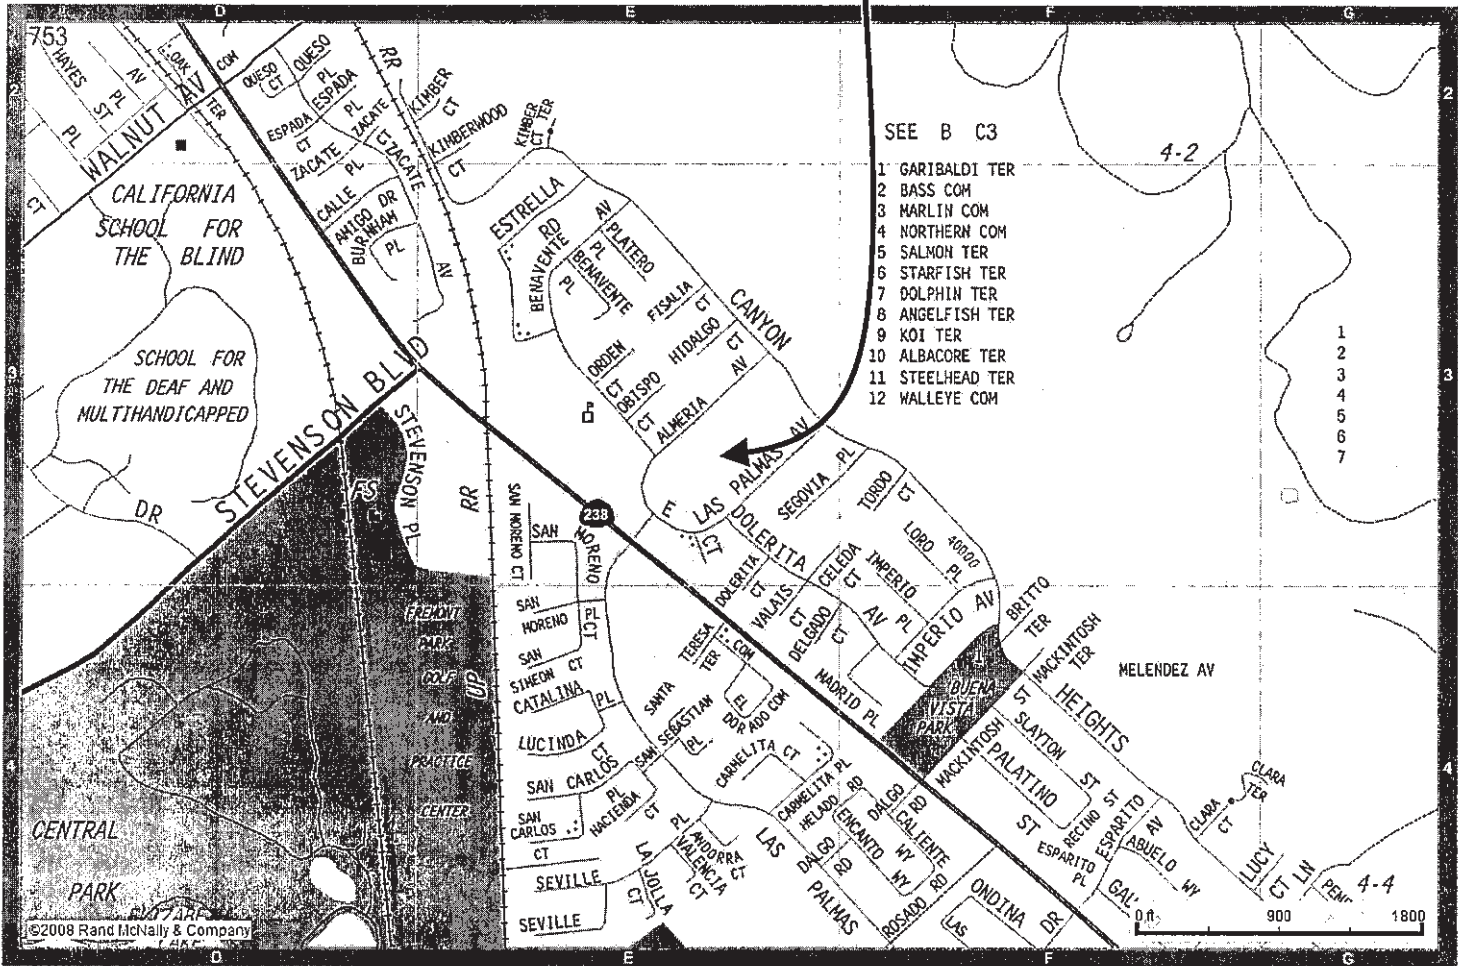 D
E
F
G
753
2
2
3
3
4
4
HAYES
ST
AV
PL
PL
OAK
TER
COM
WALNUT AV
CT
QUESO
CT
QUESO
PL
ESPADA
ESPADA
CT
PL
ZACATE
CT
ZACATE
PL
ZACATE
AV
CALLE
AMIGO DR
BURNHAM
PL
RR
KIMBER
CT
KIMBERWOOD
CT
KIMBER
CT TER
CALIFORNIA
SCHOOL FOR
THE BLIND
SCHOOL FOR
THE DEAF AND
MULTIHANDICAPPED
DR
STEVENSON BLVD
STEVENSON PL
FS
RR
UP
ESTRELLA
RD
BENAVENTE
AV
PLATERO
PL
BENAVENTE
PL
FISALIA
CT
HIDALGO
CT
CANYON
ORDEN
CT
OBISPO
CT
ALMERIA
AV
SEE B C3
1 GARIBALDI TER
2 BASS COM
3 MARLIN COM
4 NORTHERN COM
5 SALMON TER
6 STARFISH TER
7 DOLPHIN TER
8 ANGELFISH TER
9 KOI TER
10 ALBACORE TER
11 STEELHEAD TER
12 WALLEYE COM
4-2
1
2
3
4
5
6
7
E LAS PALMAS AV
CT
SEGOVIA PL
TORDO
CT
LORO
PL
40000
DOLERITA
AV
DOLERITA
CT
VALAIS
CT
CELEDA
CT
DELGADO
CT
IMPERIO
PL
IMPERIO AV
BRITTO
TER
MACKINTOSH
TER
MELENDEZ AV
238
SAN MORENO CT
SAN
MORENO
SAN
MORENO
PL
CT
SAN
SIMEON CT
CATALINA
PL
LUCINDA
CT
SAN CARLOS
PL
HACIENDA
CT
SAN
CARLOS
CT
SEVILLE
SEVILLE
TERESA
TER
COM
SANTA
SAN SEBASTIAN
PL
EL
DORADO COM
MADRID PL
CARMELITA CT
CARMELITA PL
HELADO RD
ENCANTO
WY
DALGO
RD
DALGO
RD
CALIENTE
WY
LAS
PALMAS
ROSADO RD
ONDINA
DR
LAS
PL
ANDORRA
CT
VALENCIA
CT
LA JOLLA
CT
BUENA
VISTA
PARK
MACKINTOSH
ST
SLAYTON
ST
PALATINO
ST
HEIGHTS
RECINO ST
ESPARITO
ESPARITO
PL
AV
ABUELO WY
CLARA
CT
CLARA
TER
LUCY
CT
LN
4-4
FREMONT
PARK
GOLF
AND
PRACTICE
CENTER
CENTRAL
PARK
LAKE
©2008 Rand McNally & Company
0 ft
900
1800
D
E
F
G